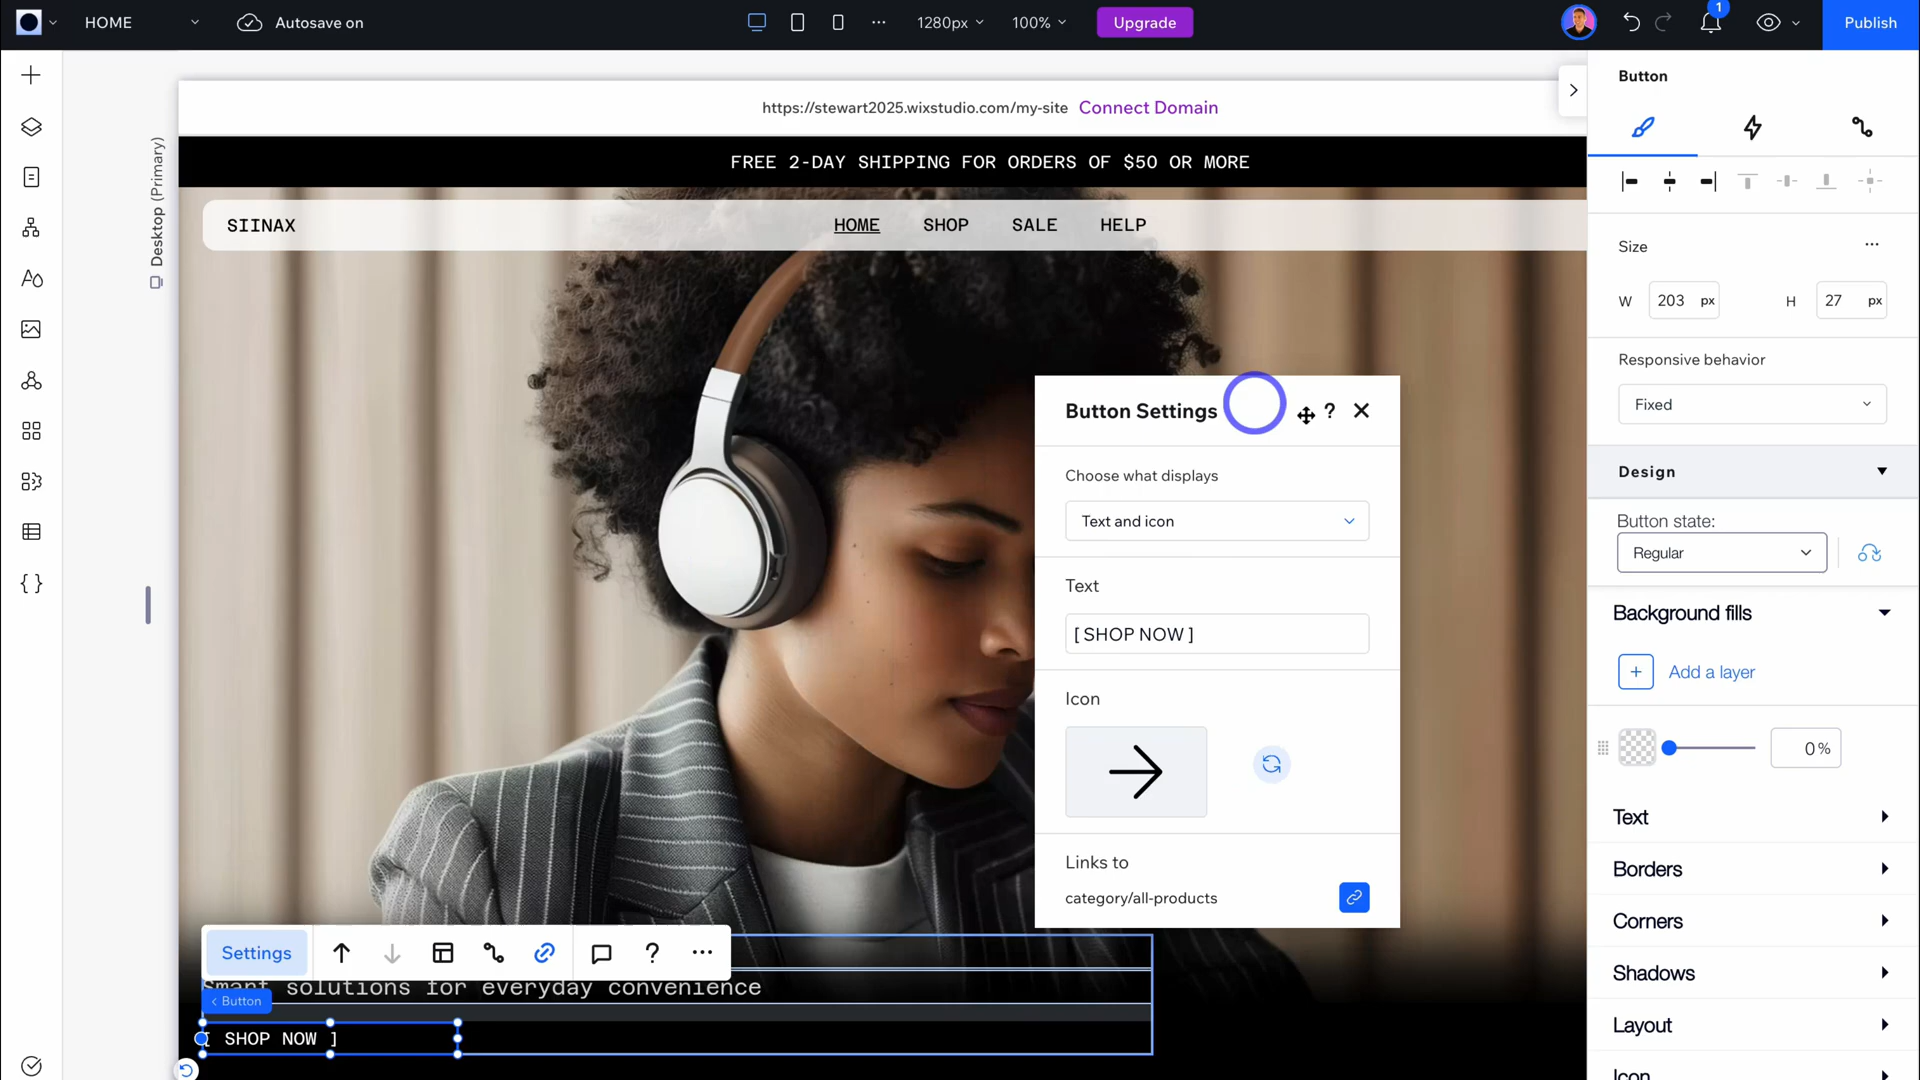 HOME
Autosave on
1280px
100%
Upgrade
1
Publish
Button
https://stewart2025.wixstudio.com/my-site Connect Domain
Desktop (Primary)
FREE 2-DAY SHIPPING FOR ORDERS OF $50 OR MORE
SIINAX
HOME
SHOP
SALE
HELP
Size
W 203 px
H 27 px
Responsive behavior
Fixed
Design
Button state:
Regular
Background fills
+ Add a layer
0 %
Text
Borders
Corners
Shadows
Layout
Icon
Button Settings
?
Choose what displays
Text and icon
Text
[ SHOP NOW ]
Icon
Links to
category/all-products
Settings
?
Smart solutions for everyday convenience
< Button
[ SHOP NOW ]